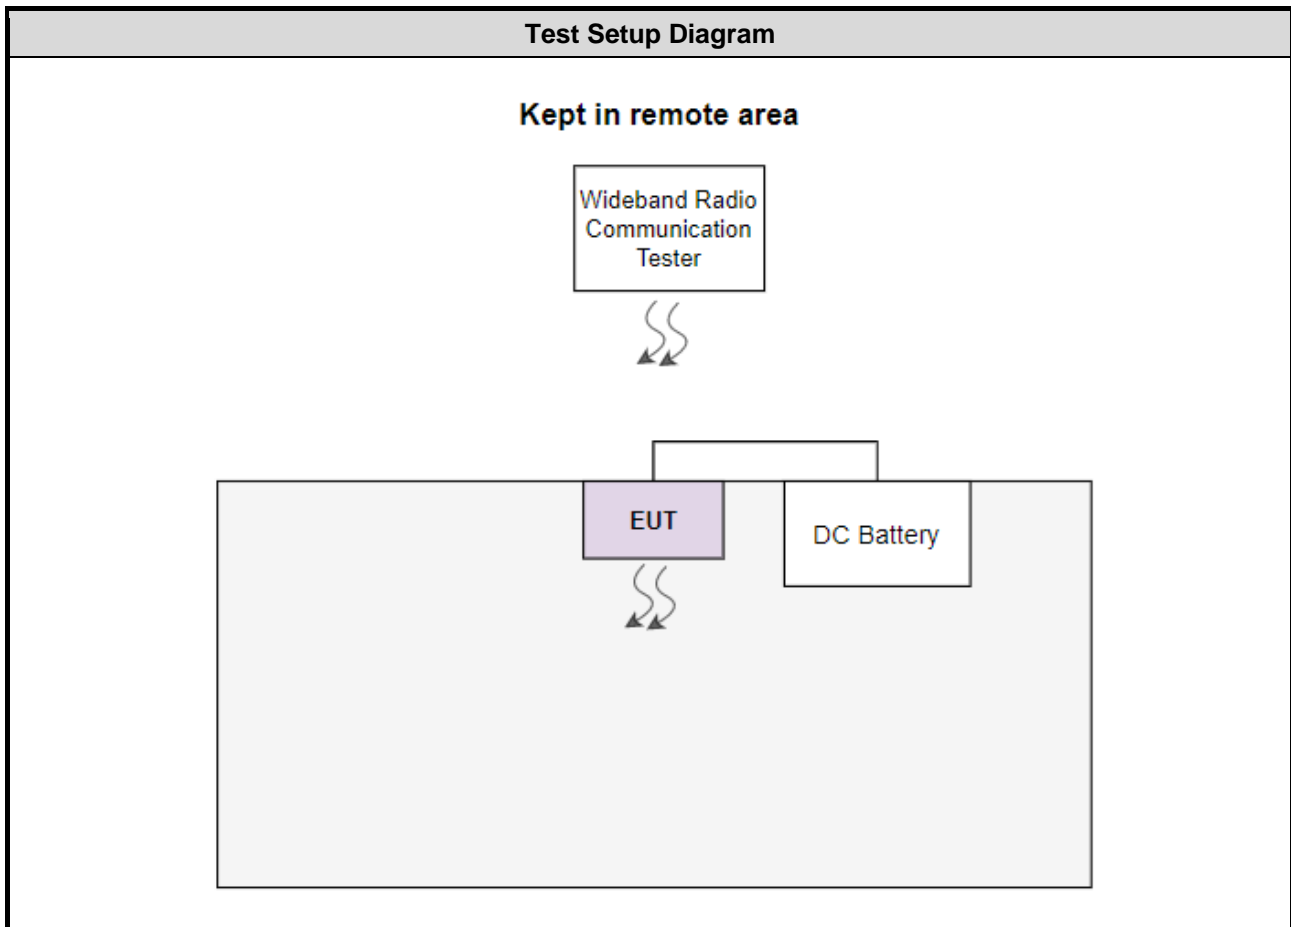 Test Setup Diagram
Kept in remote area
Wideband Radio
Communication
Tester
EUT
DC Battery